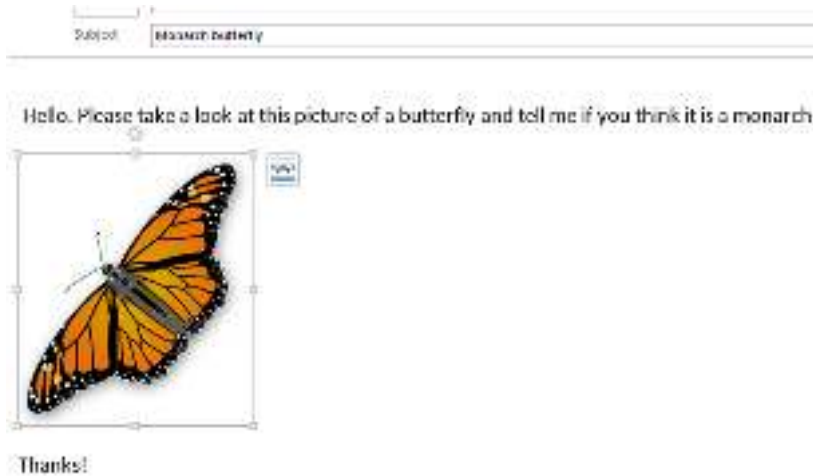 Subject
Monarch butterfly
Hello. Please take a look at this picture of a butterfly and tell me if you think it is a monarch
Thanks!